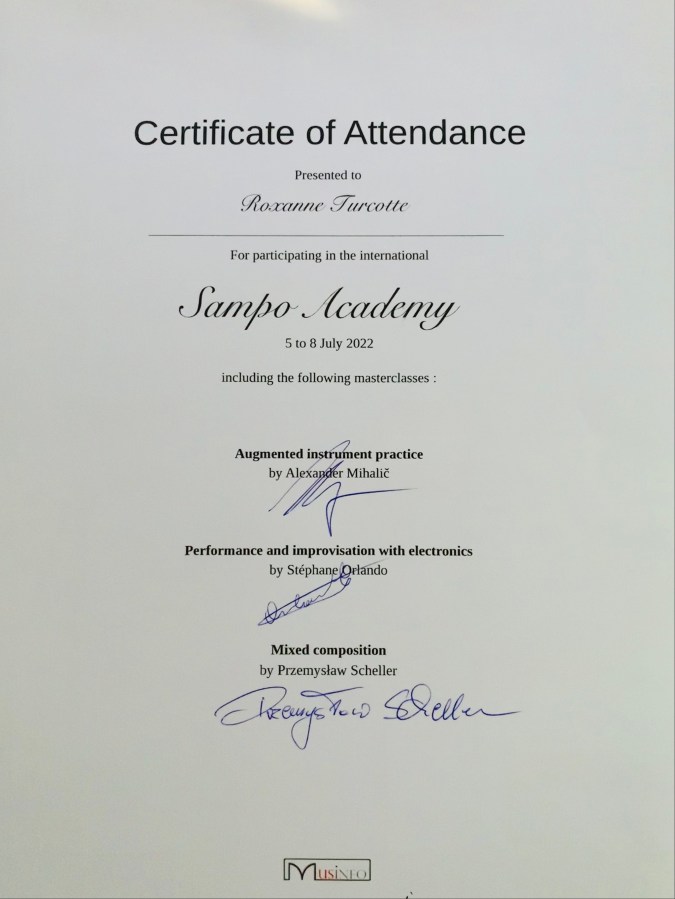 Certificate of Attendance
Presented to
Roxanne Turcotte
For participating in the international
Sampo Academy
5 to 8 July 2022
including the following masterclasses :
Augmented instrument practice
by Alexander Mihalič
Performance and improvisation with electronics
by Stéphane Orlando
Mixed composition
by Przemysław Scheller
Przemysław Scheller
MUSINFO